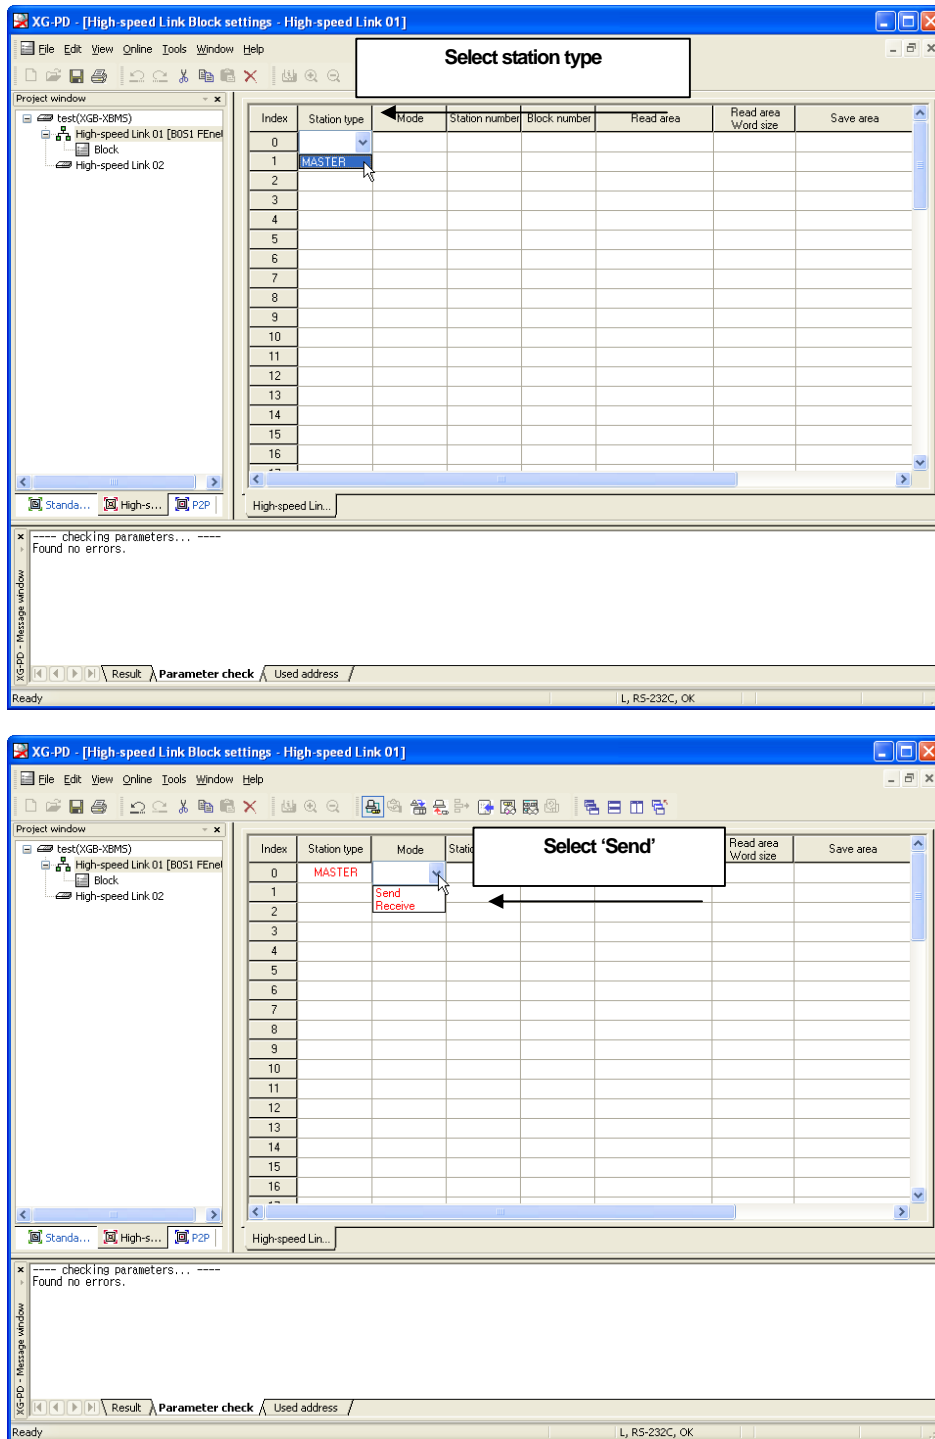 XG-PD - [High-speed Link Block settings - High-speed Link 01]
File Edit View Online Tools Window Help
Select station type
Project window
test(XGB-XBMS)
High-speed Link 01 [B0S1 FEnet
Block
High-speed Link 02
Index Station type Mode Station number Block number Read area Read area Word size Save area
0
1 MASTER
2
3
4
5
6
7
8
9
10
11
12
13
14
15
16
Standa... High-s... P2P
High-speed Lin...
---- checking parameters... ----
Found no errors.
XG-PD - Message window
Result Parameter check Used address
Ready L, RS-232C, OK
XG-PD - [High-speed Link Block settings - High-speed Link 01]
File Edit View Online Tools Window Help
Project window
test(XGB-XBMS)
High-speed Link 01 [B0S1 FEnet
Block
High-speed Link 02
Select ‘Send’
Index Station type Mode Static Read area Word size Save area
0 MASTER
1 Send
2 Receive
3
4
5
6
7
8
9
10
11
12
13
14
15
16
Standa... High-s... P2P
High-speed Lin...
---- checking parameters... ----
Found no errors.
XG-PD - Message window
Result Parameter check Used address
Ready L, RS-232C, OK